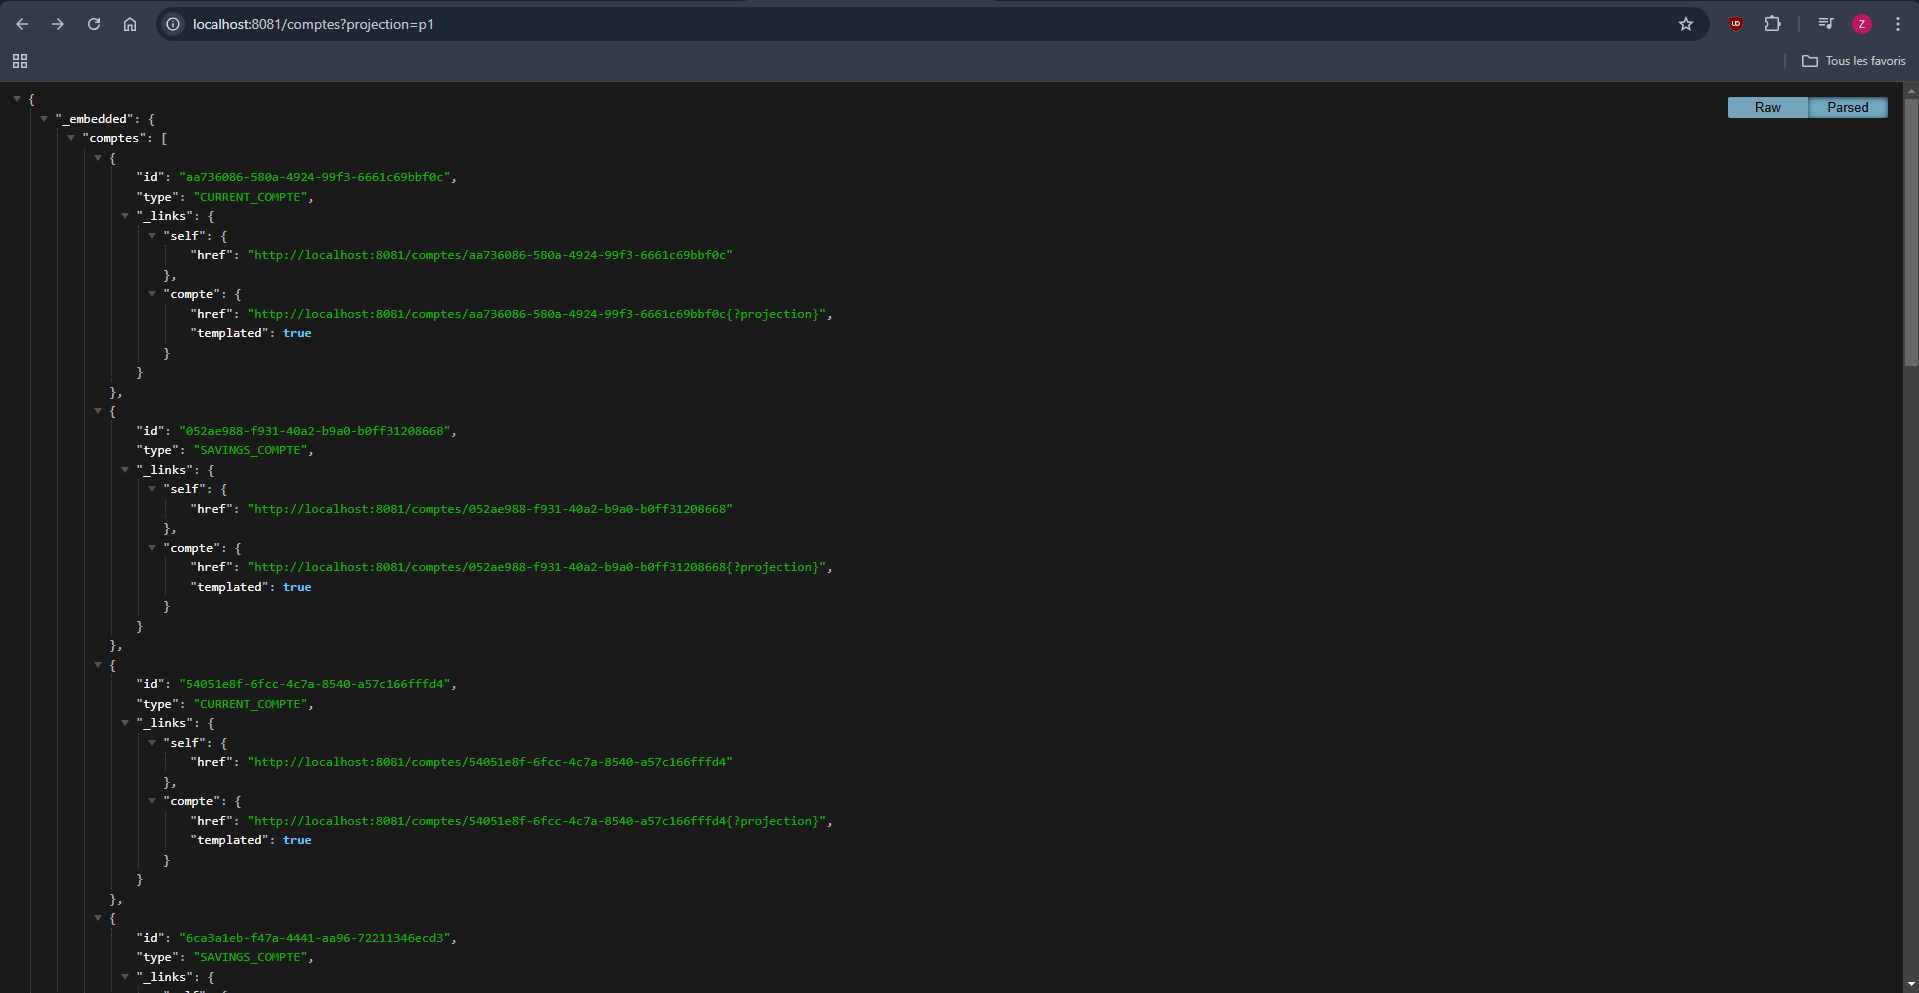 localhost:8081/comptes?projection=p1
Z
Tous les favoris
Raw
Parsed
{
"_embedded": {
"comptes": [
{
"id": "aa736086-580a-4924-99f3-6661c69bbf0c",
"type": "CURRENT_COMPTE",
"_links": {
"self": {
"href": "http://localhost:8081/comptes/aa736086-580a-4924-99f3-6661c69bbf0c"
},
"compte": {
"href": "http://localhost:8081/comptes/aa736086-580a-4924-99f3-6661c69bbf0c{?projection}",
"templated": true
}
}
},
{
"id": "052ae988-f931-40a2-b9a0-b0ff31208668",
"type": "SAVINGS_COMPTE",
"_links": {
"self": {
"href": "http://localhost:8081/comptes/052ae988-f931-40a2-b9a0-b0ff31208668"
},
"compte": {
"href": "http://localhost:8081/comptes/052ae988-f931-40a2-b9a0-b0ff31208668{?projection}",
"templated": true
}
}
},
{
"id": "54051e8f-6fcc-4c7a-8540-a57c166fffd4",
"type": "CURRENT_COMPTE",
"_links": {
"self": {
"href": "http://localhost:8081/comptes/54051e8f-6fcc-4c7a-8540-a57c166fffd4"
},
"compte": {
"href": "http://localhost:8081/comptes/54051e8f-6fcc-4c7a-8540-a57c166fffd4{?projection}",
"templated": true
}
}
},
{
"id": "6ca3a1eb-f47a-4441-aa96-72211346ecd3",
"type": "SAVINGS_COMPTE",
"_links": {